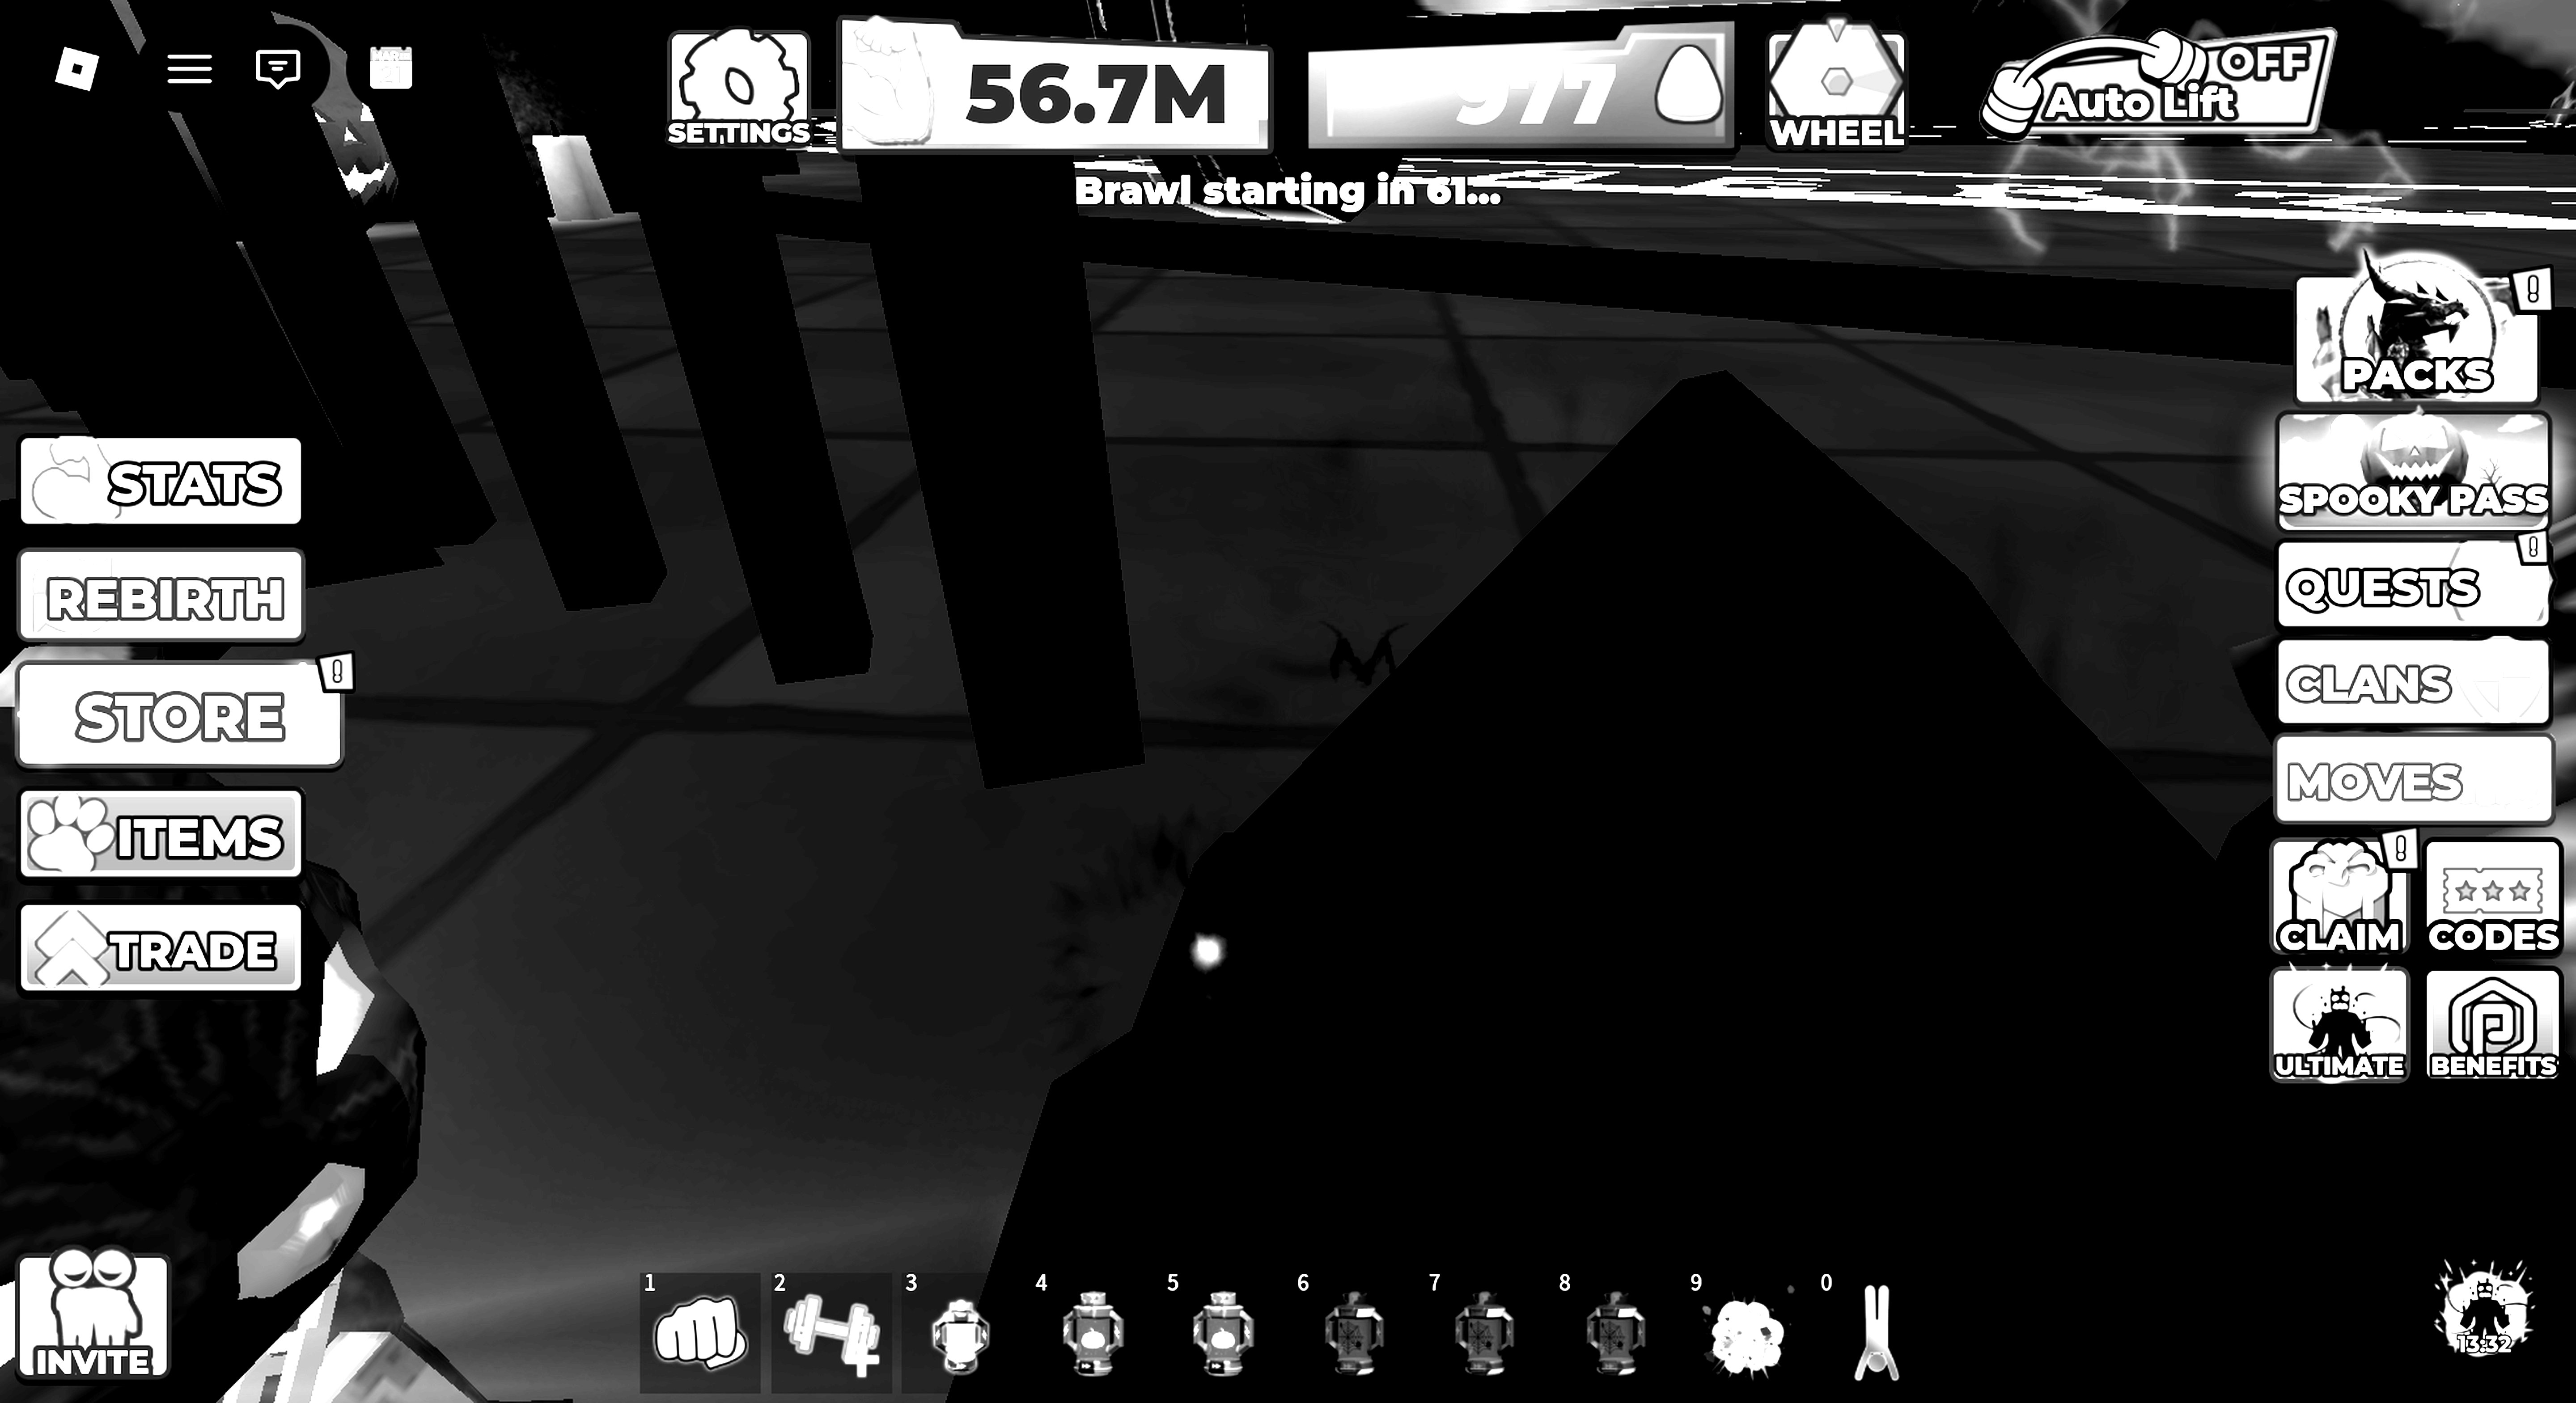 SETTINGS
56.7M
977
WHEEL
OFF
Auto Lift
Brawl starting in 61...
STATS
REBIRTH
STORE
ITEMS
TRADE
INVITE
PACKS
SPOOKY PASS
QUESTS
CLANS
MOVES
CLAIM
CODES
ULTIMATE
BENEFITS
1
2
3
4
5
6
7
8
9
0
13:32